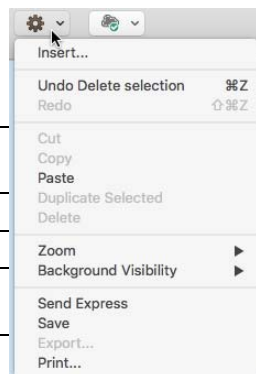 Insert...
Undo Delete selection ⌘Z
Redo ⇧⌘Z
Cut
Copy
Paste
Duplicate Selected
Delete
Zoom ▶
Background Visibility ▶
Send Express
Save
Export...
Print...